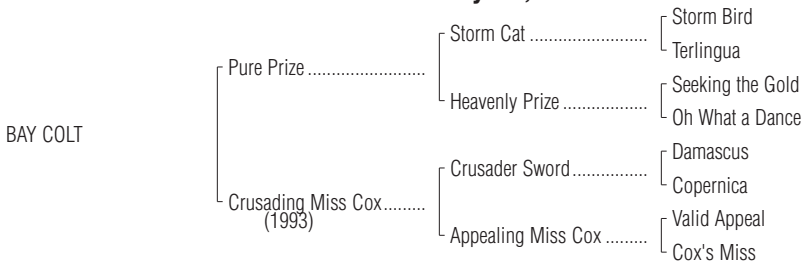 Storm Bird
Storm Cat ........................
Terlingua
Pure Prize .........................
Seeking the Gold
Heavenly Prize ..................
Oh What a Dance
BAY COLT
Damascus
Crusader Sword................
Copernica
Crusading Miss Cox.........
(1993)
Valid Appeal
Appealing Miss Cox .........
Cox's Miss